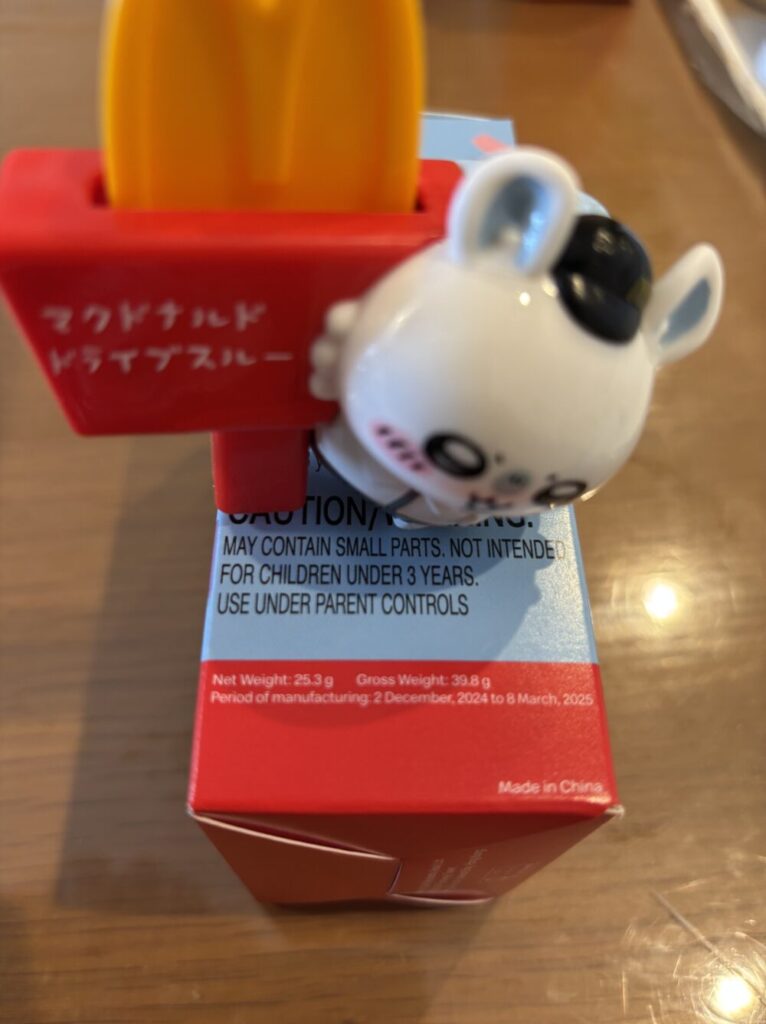 マクドナルド
ドライブスルー
MAY CONTAIN SMALL PARTS. NOT INTENDED
FOR CHILDREN UNDER 3 YEARS.
USE UNDER PARENT CONTROLS
Net Weight: 25.3 g Gross Weight: 39.8 g
Period of manufacturing: 2 December, 2024 to 8 March, 2025
Made in China